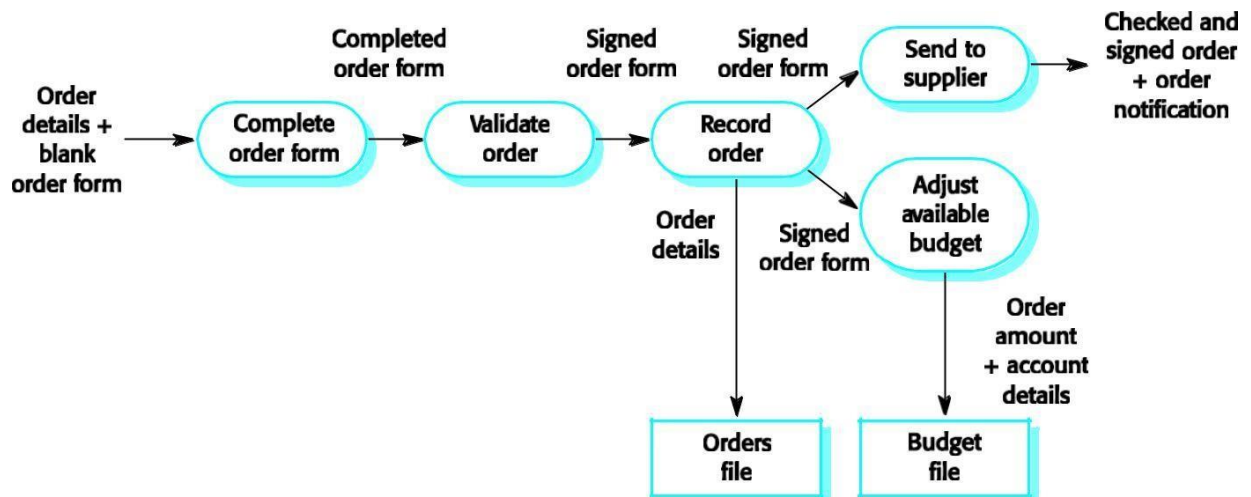 Order
details +
blank
order form
Complete
order form
Completed
order form
Validate
order
Signed
order form
Record
order
Signed
order form
Send to
supplier
Checked and
signed order
+ order
notification
Order
details
Signed
order form
Adjust
available
budget
Order
amount
+ account
details
Orders
file
Budget
file